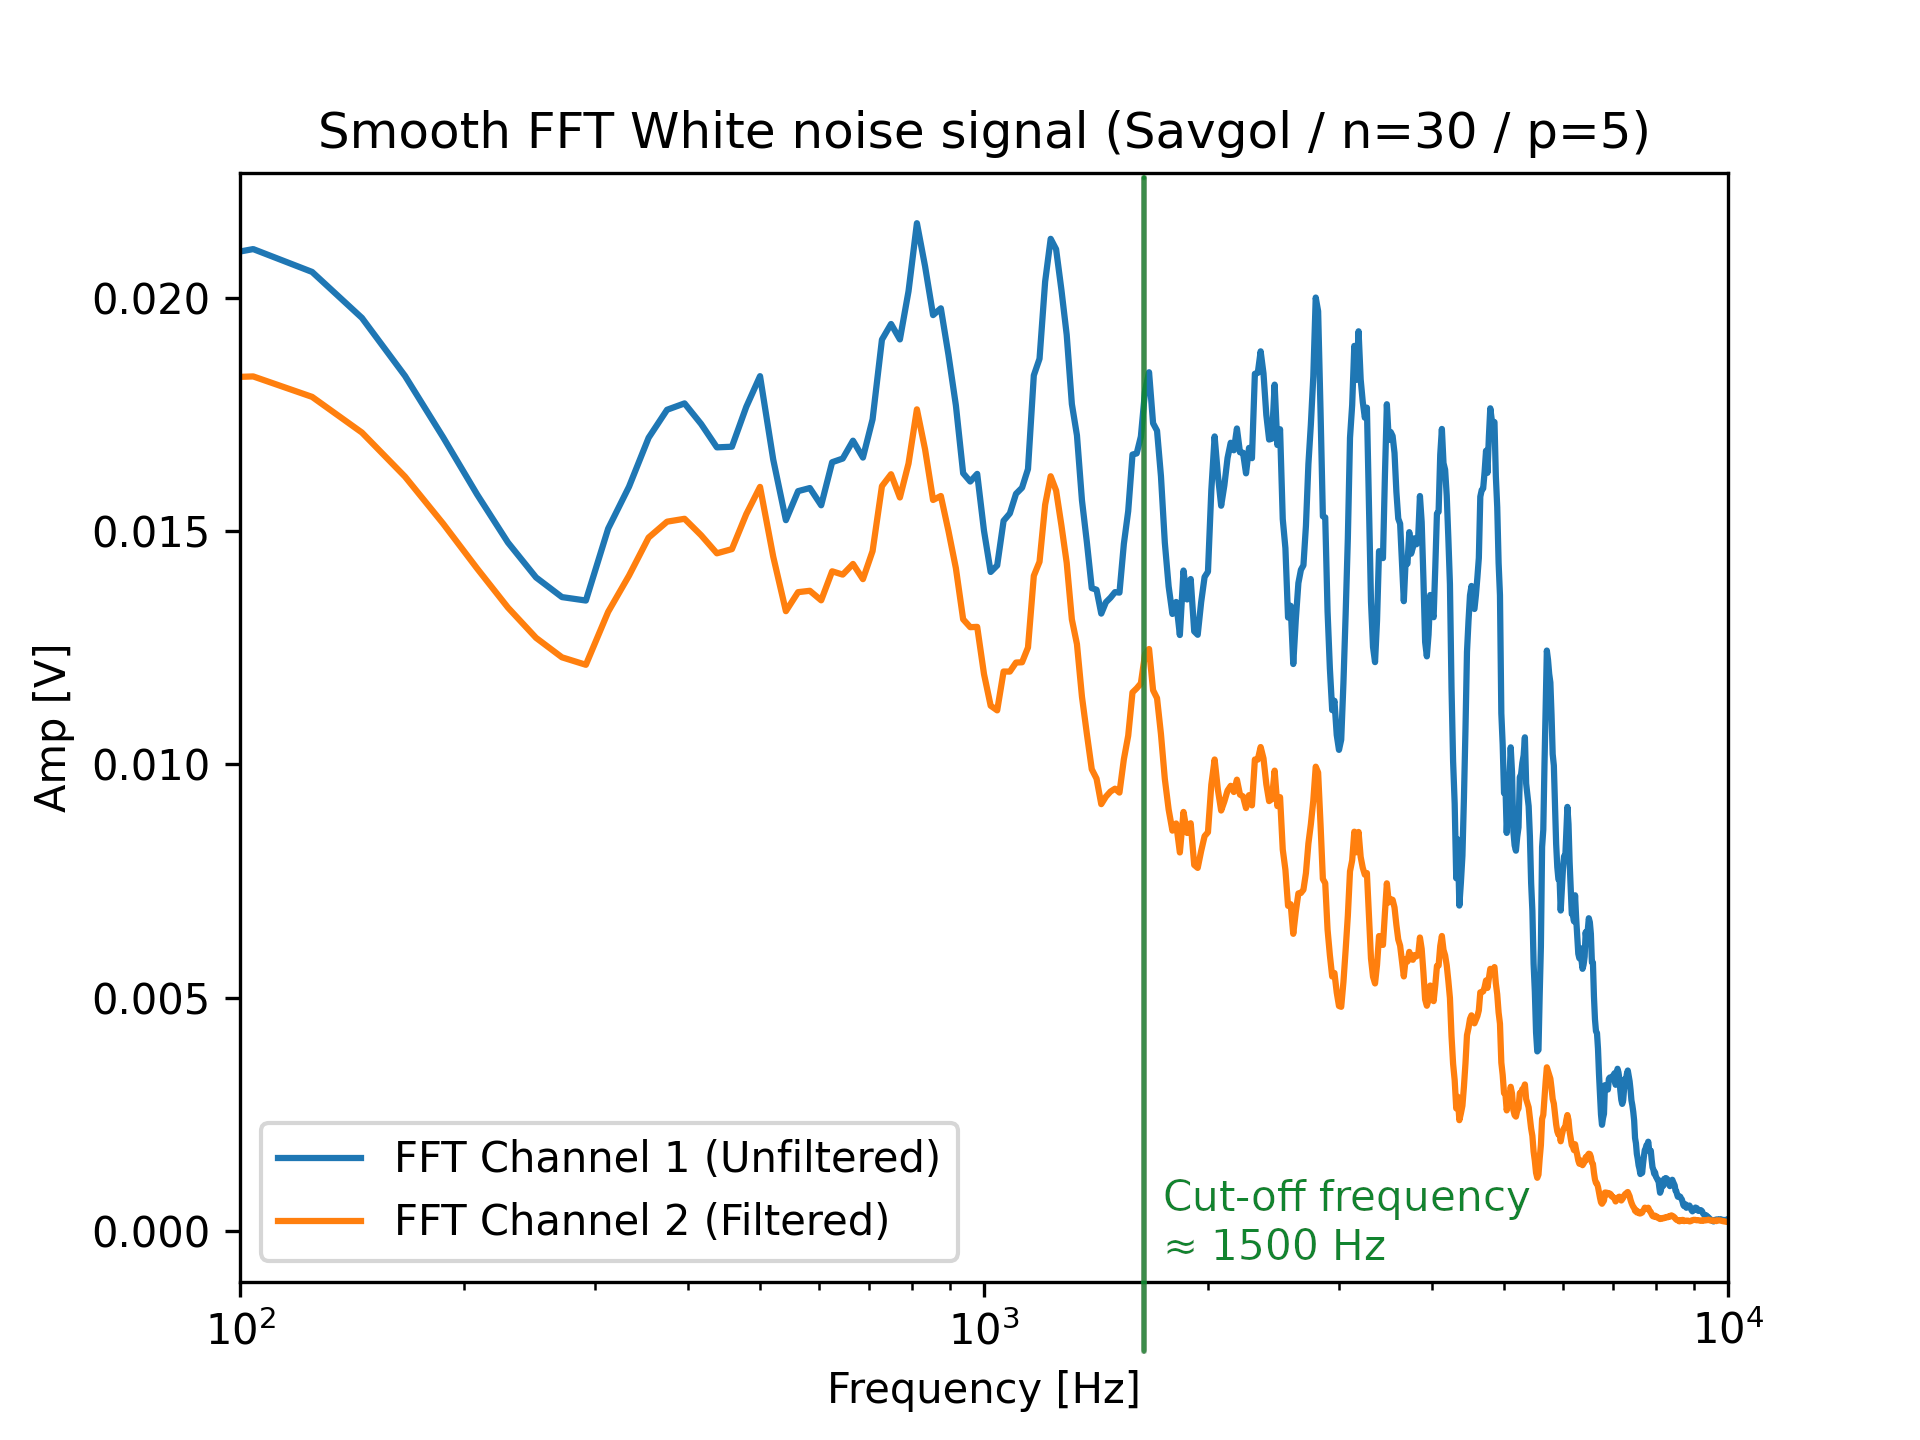 Smooth FFT White noise signal (Savgol / n=30 / p=5)
Amp [V]
0.020
0.015
0.010
0.005
0.000
FFT Channel 1 (Unfiltered)
FFT Channel 2 (Filtered)
Cut-off frequency
≈ 1500 Hz
10² 10³ 10⁴
Frequency [Hz]